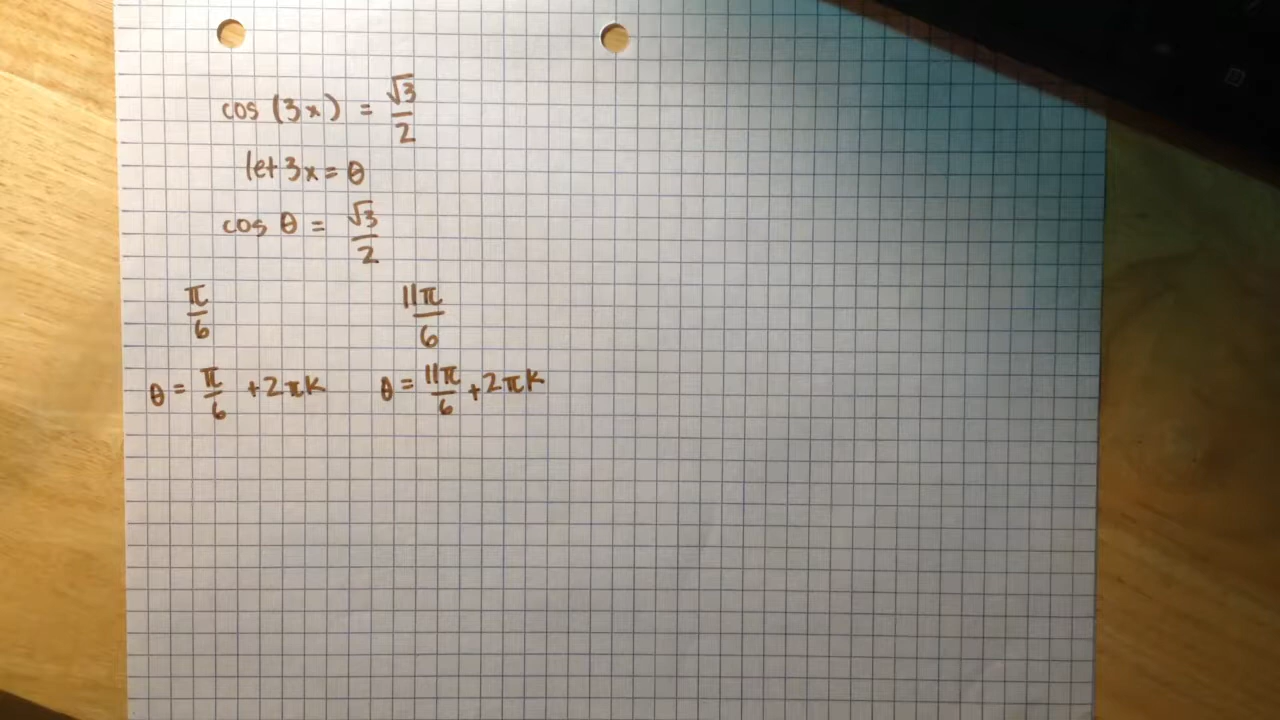 cos (3x) = √3/2
let 3x = θ
cos θ = √3/2
π/6 11π/6
θ = π/6 + 2πk θ = 11π/6 + 2πk